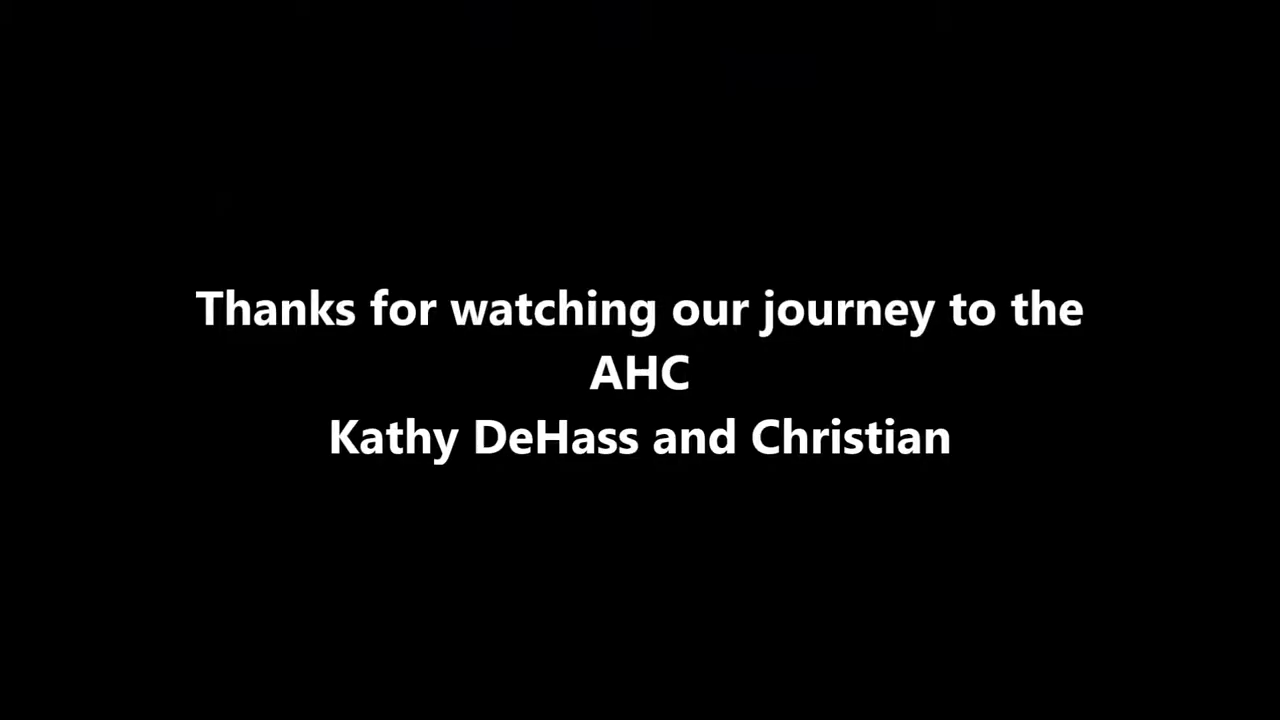 Thanks for watching our journey to the
AHC
Kathy DeHass and Christian